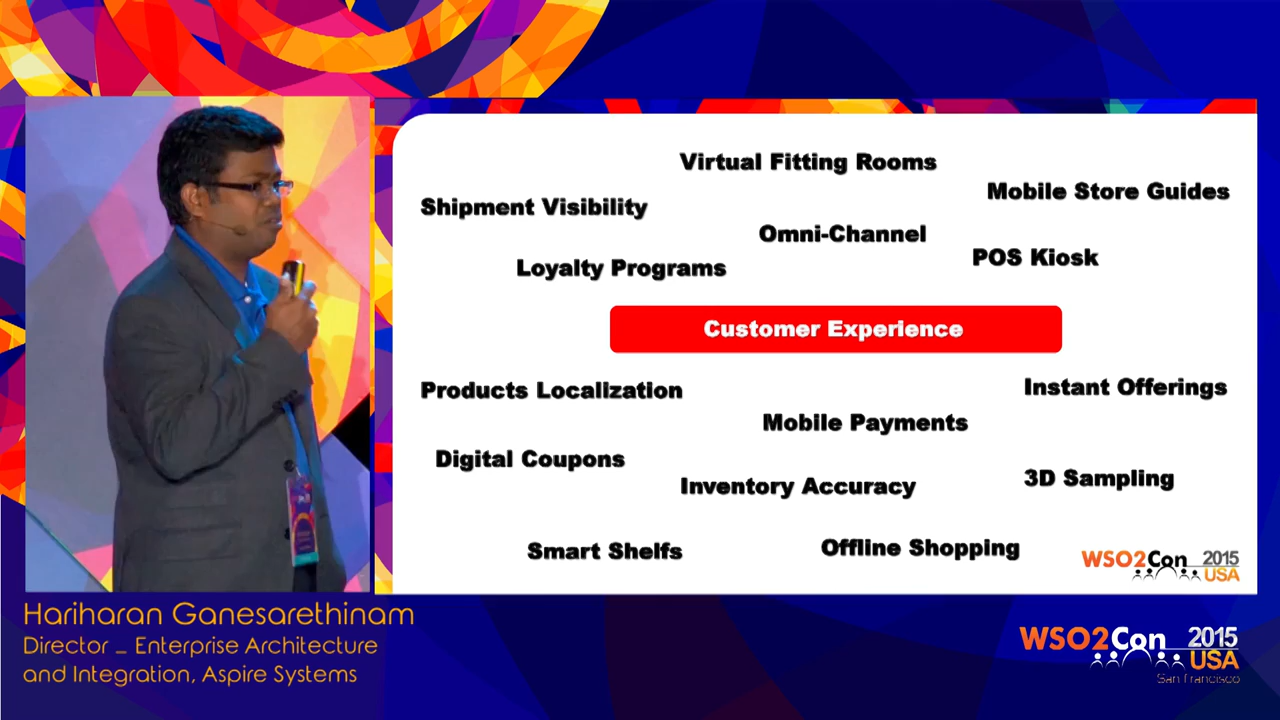 Virtual Fitting Rooms
Mobile Store Guides
Shipment Visibility
Omni-Channel
POS Kiosk
Loyalty Programs
Customer Experience
Products Localization
Instant Offerings
Mobile Payments
Digital Coupons
3D Sampling
Inventory Accuracy
Smart Shelfs
Offline Shopping
WSO2Con 2015
USA
Hariharan Ganesarethinam
Director _ Enterprise Architecture
and Integration, Aspire Systems
WSO2Con 2015
USA
San Francisco